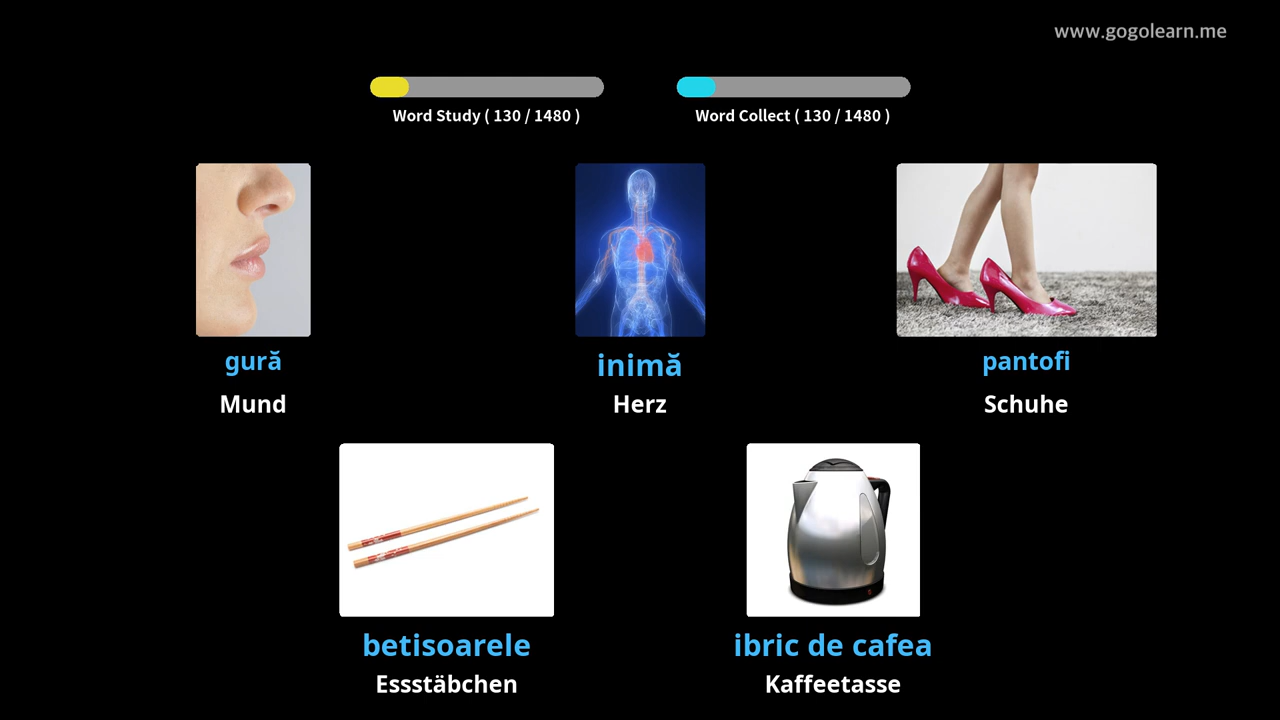 www.gogolearn.me
Word Study ( 130 / 1480 )
Word Collect ( 130 / 1480 )
gură
inimă
pantofi
Mund
Herz
Schuhe
betisoarele
ibric de cafea
Essstäbchen
Kaffeetasse